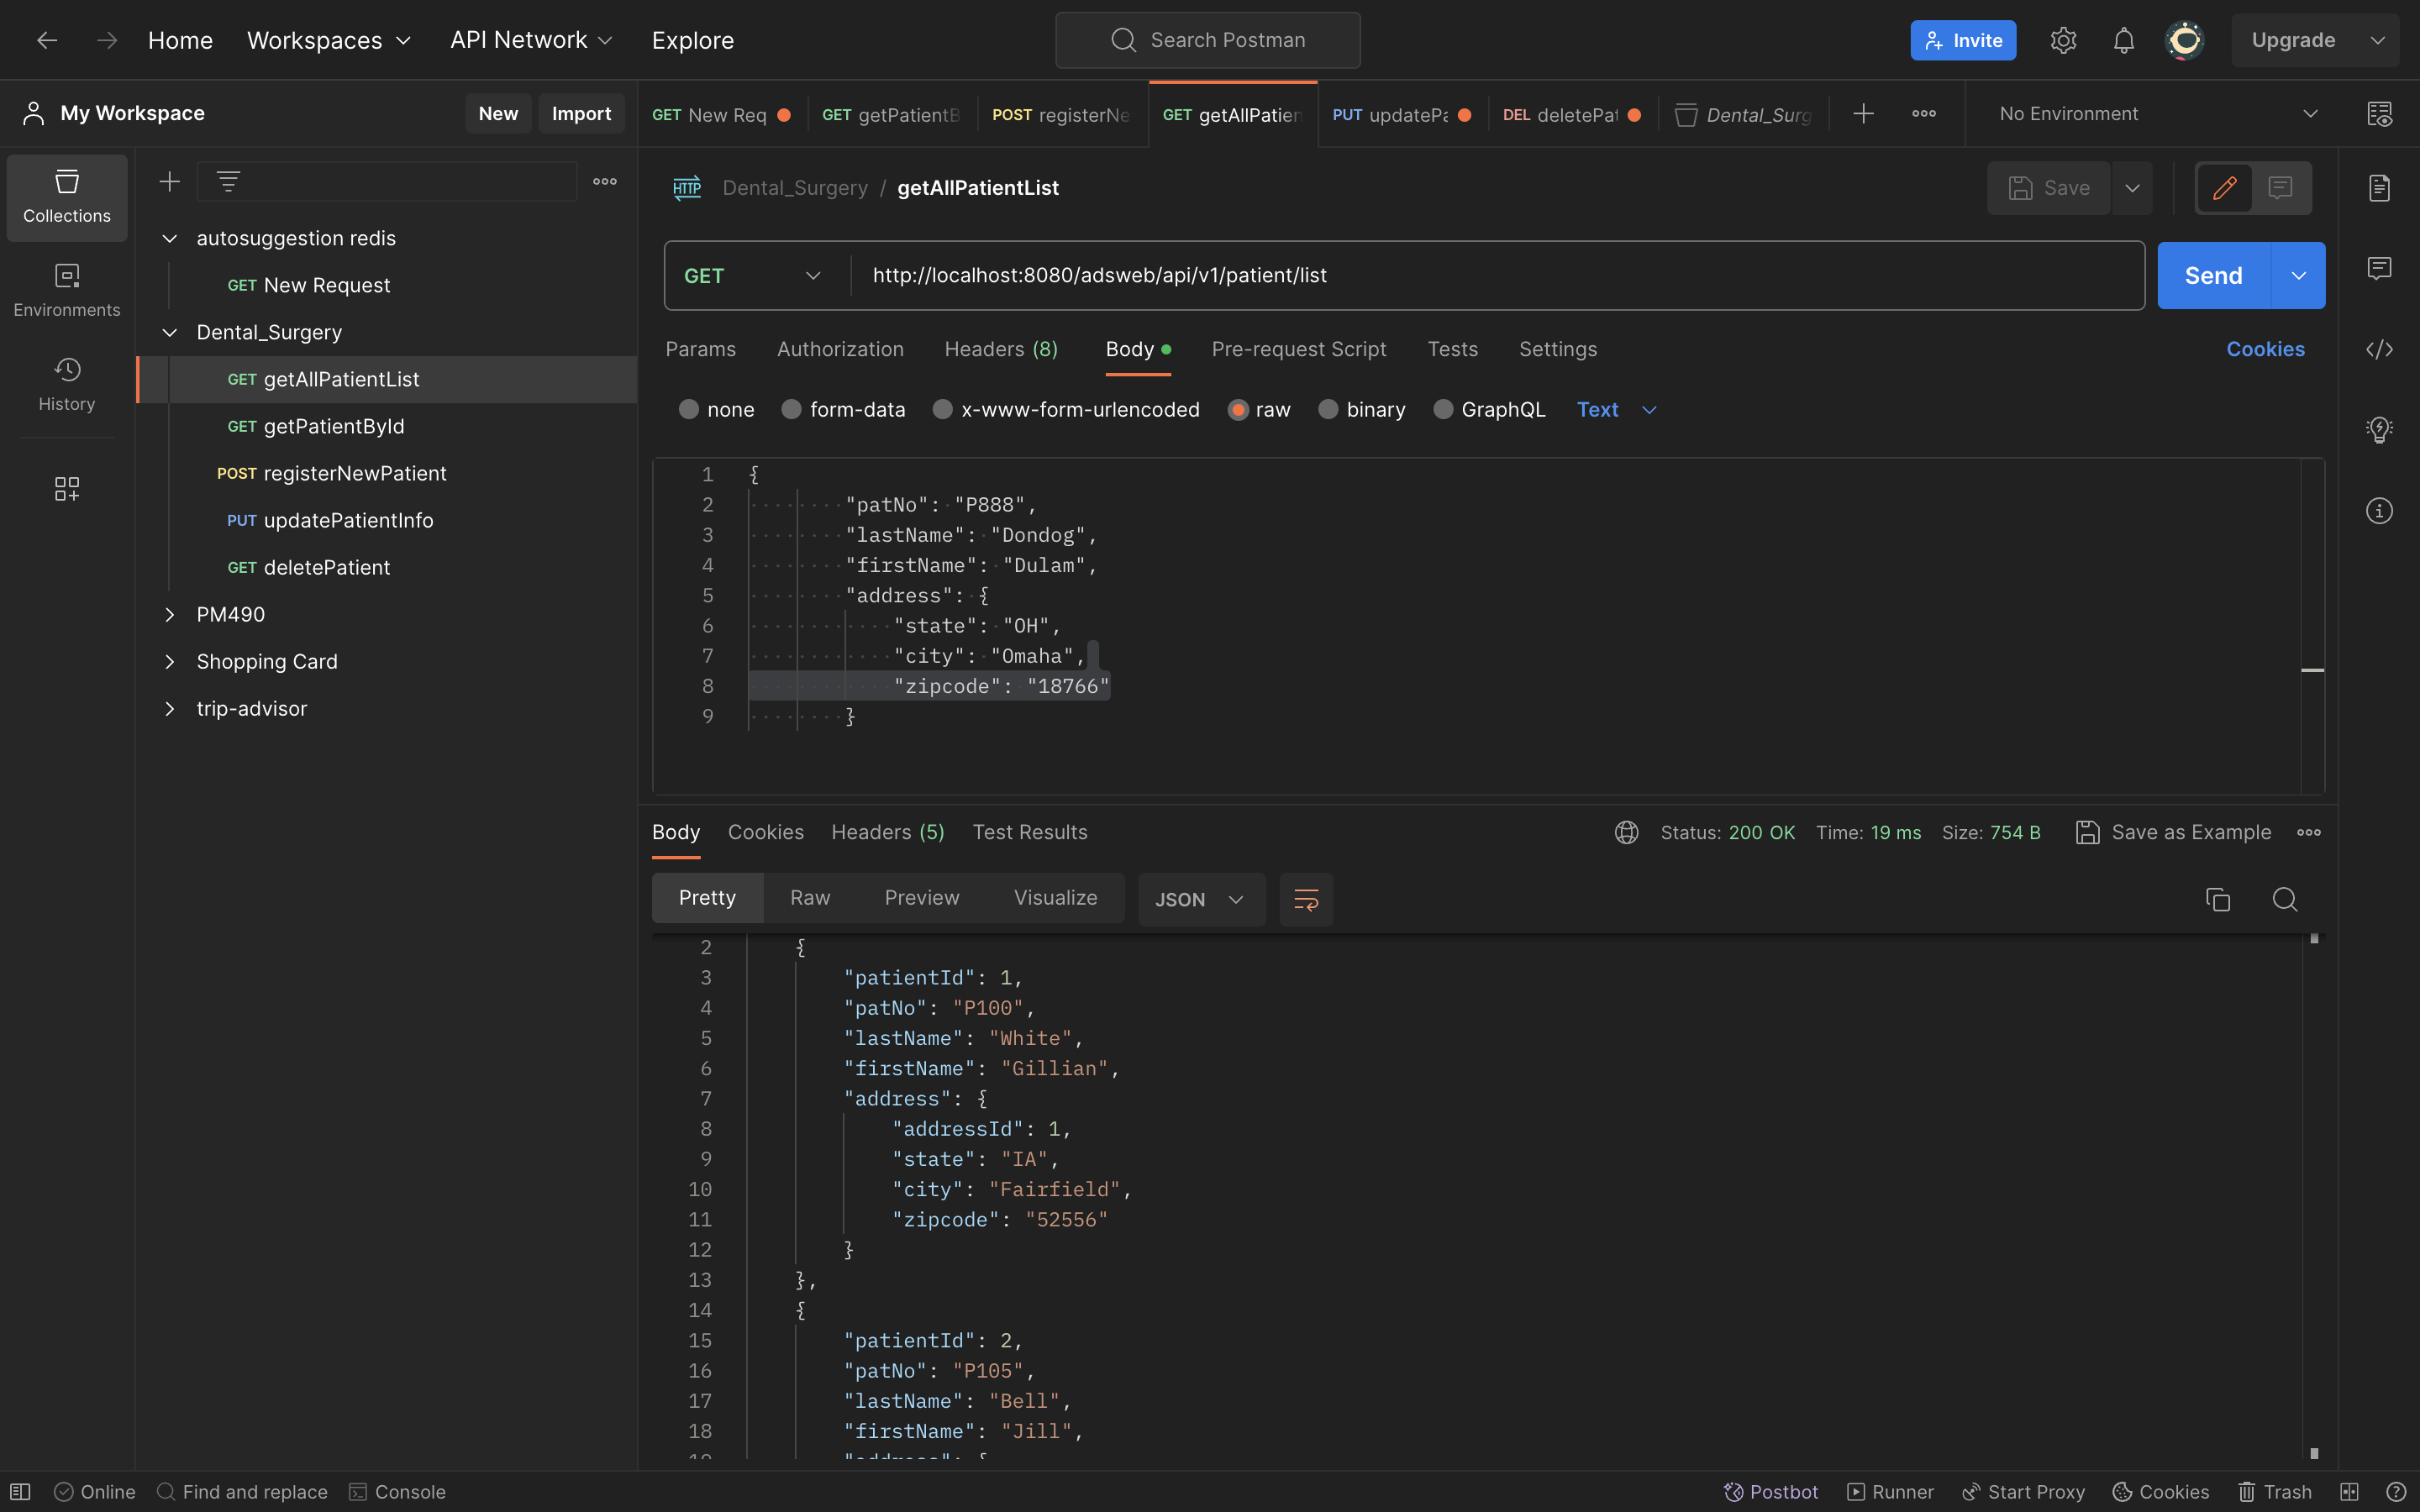 Home Workspaces API Network Explore Search Postman Invite Upgrade
My Workspace New Import
GET New Req GET getPatientB POST registerNe GET getAllPatien PUT updatePa DEL deletePat Dental_Surg No Environment
Collections
Environments
History
autosuggestion redis
GET New Request
Dental_Surgery
GET getAllPatientList
GET getPatientById
POST registerNewPatient
PUT updatePatientInfo
GET deletePatient
PM490
Shopping Card
trip-advisor
HTTP Dental_Surgery / getAllPatientList Save
GET http://localhost:8080/adsweb/api/v1/patient/list Send
Params Authorization Headers (8) Body Pre-request Script Tests Settings Cookies
none form-data x-www-form-urlencoded raw binary GraphQL Text
1 {
2 "patNo": "P888",
3 "lastName": "Dondog",
4 "firstName": "Dulam",
5 "address": {
6 "state": "OH",
7 "city": "Omaha",
8 "zipcode": "18766"
9 }
Body Cookies Headers (5) Test Results Status: 200 OK Time: 19 ms Size: 754 B Save as Example
Pretty Raw Preview Visualize JSON
2 {
3 "patientId": 1,
4 "patNo": "P100",
5 "lastName": "White",
6 "firstName": "Gillian",
7 "address": {
8 "addressId": 1,
9 "state": "IA",
10 "city": "Fairfield",
11 "zipcode": "52556"
12 }
13 },
14 {
15 "patientId": 2,
16 "patNo": "P105",
17 "lastName": "Bell",
18 "firstName": "Jill",
Online Find and replace Console Postbot Runner Start Proxy Cookies Trash